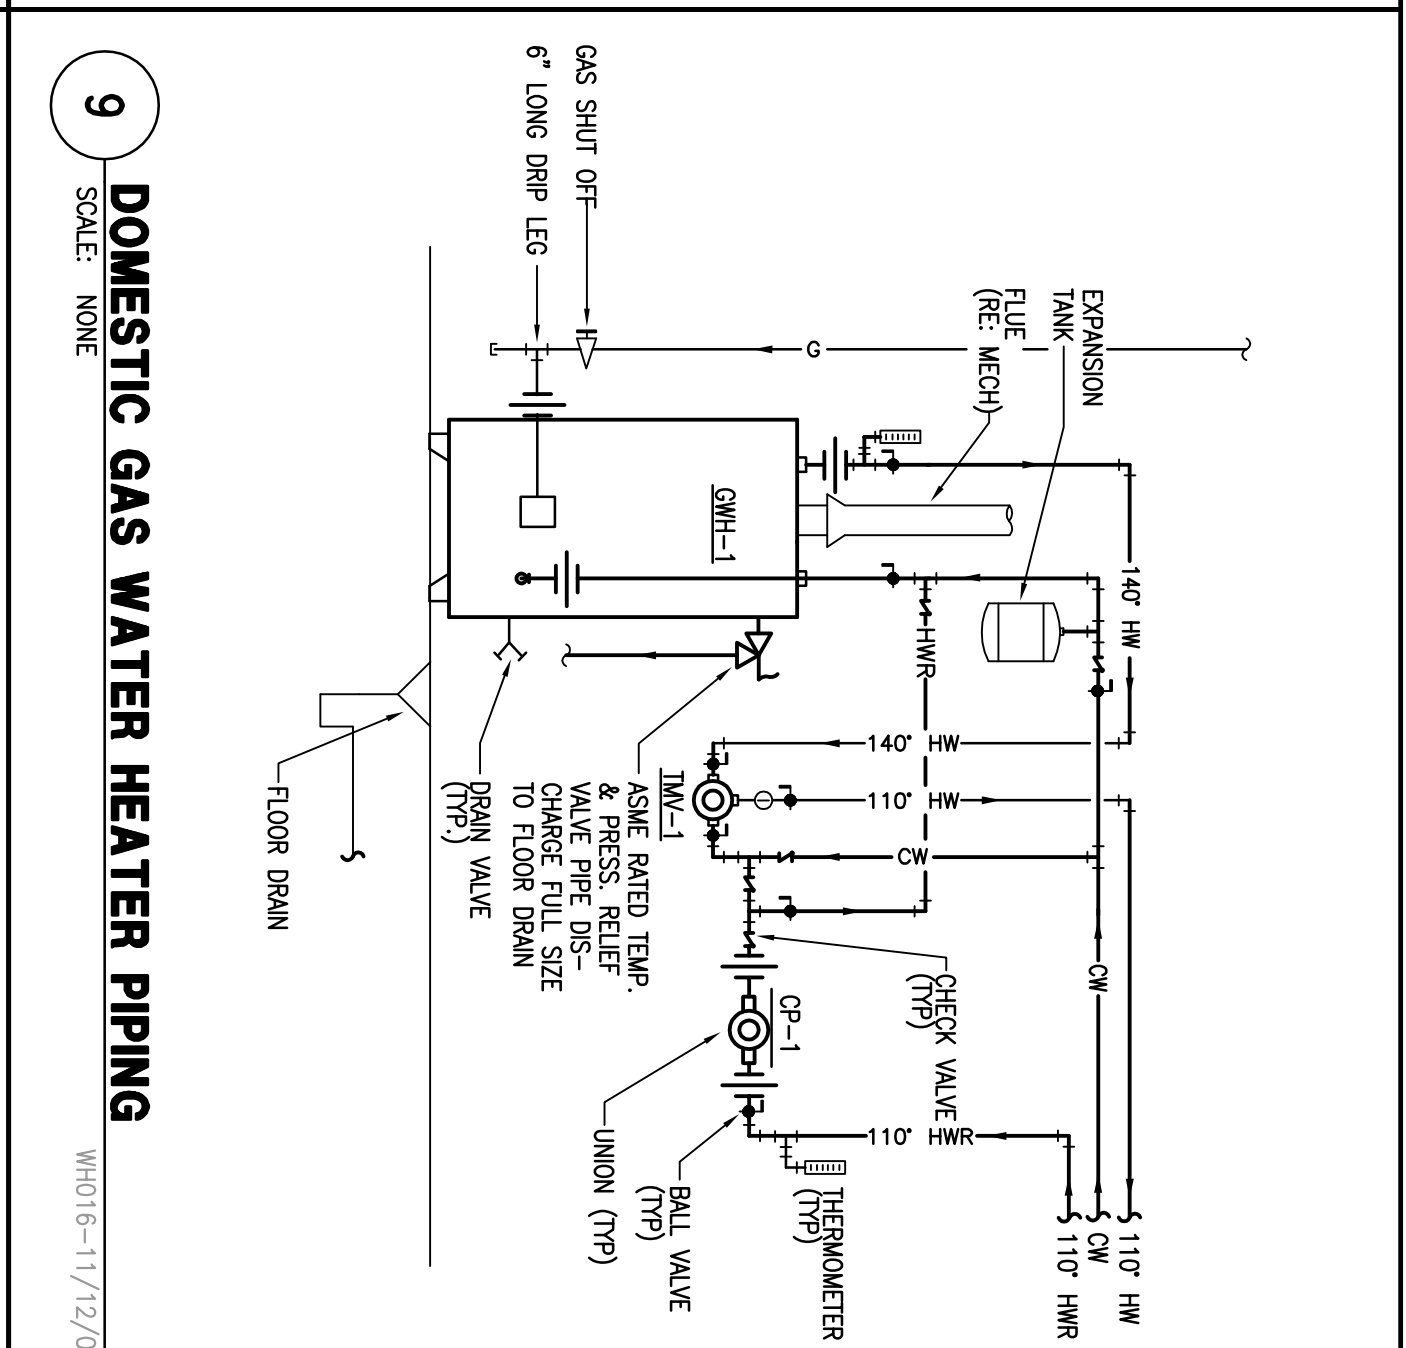 GAS SHUT OFF
6" LONG DRIP LEG
EXPANSION
TANK
FLUE
(RE: MECH)
G
GWH-1
140° HW
HWR
140° HW
110° HW
CW
TMV-1
CW
110° HW
CW
110° HWR
110° HWR
CP-1
CHECK VALVE
(TYP)
THERMOMETER
(TYP)
BALL VALVE
(TYP)
UNION (TYP)
ASME RATED TEMP.
& PRESS. RELIEF
VALVE PIPE DIS-
CHARGE FULL SIZE
TO FLOOR DRAIN
DRAIN VALVE
(TYP.)
FLOOR DRAIN
9
DOMESTIC GAS WATER HEATER PIPING
SCALE: NONE
WH016-11/12/0